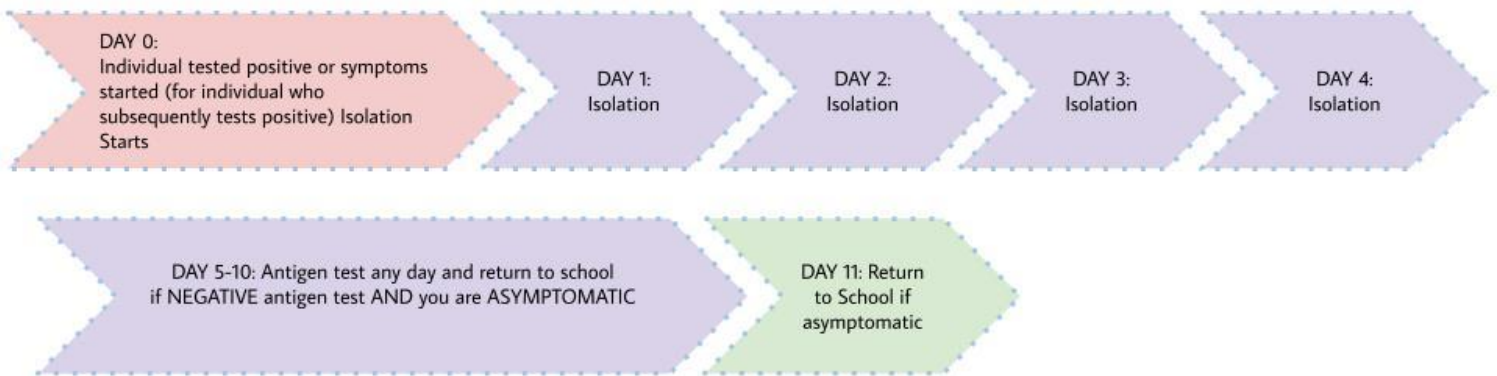 DAY 0:
Individual tested positive or symptoms
started (for individual who
subsequently tests positive) Isolation
Starts
DAY 1:
Isolation
DAY 2:
Isolation
DAY 3:
Isolation
DAY 4:
Isolation
DAY 5-10: Antigen test any day and return to school
if NEGATIVE antigen test AND you are ASYMPTOMATIC
DAY 11: Return
to School if
asymptomatic